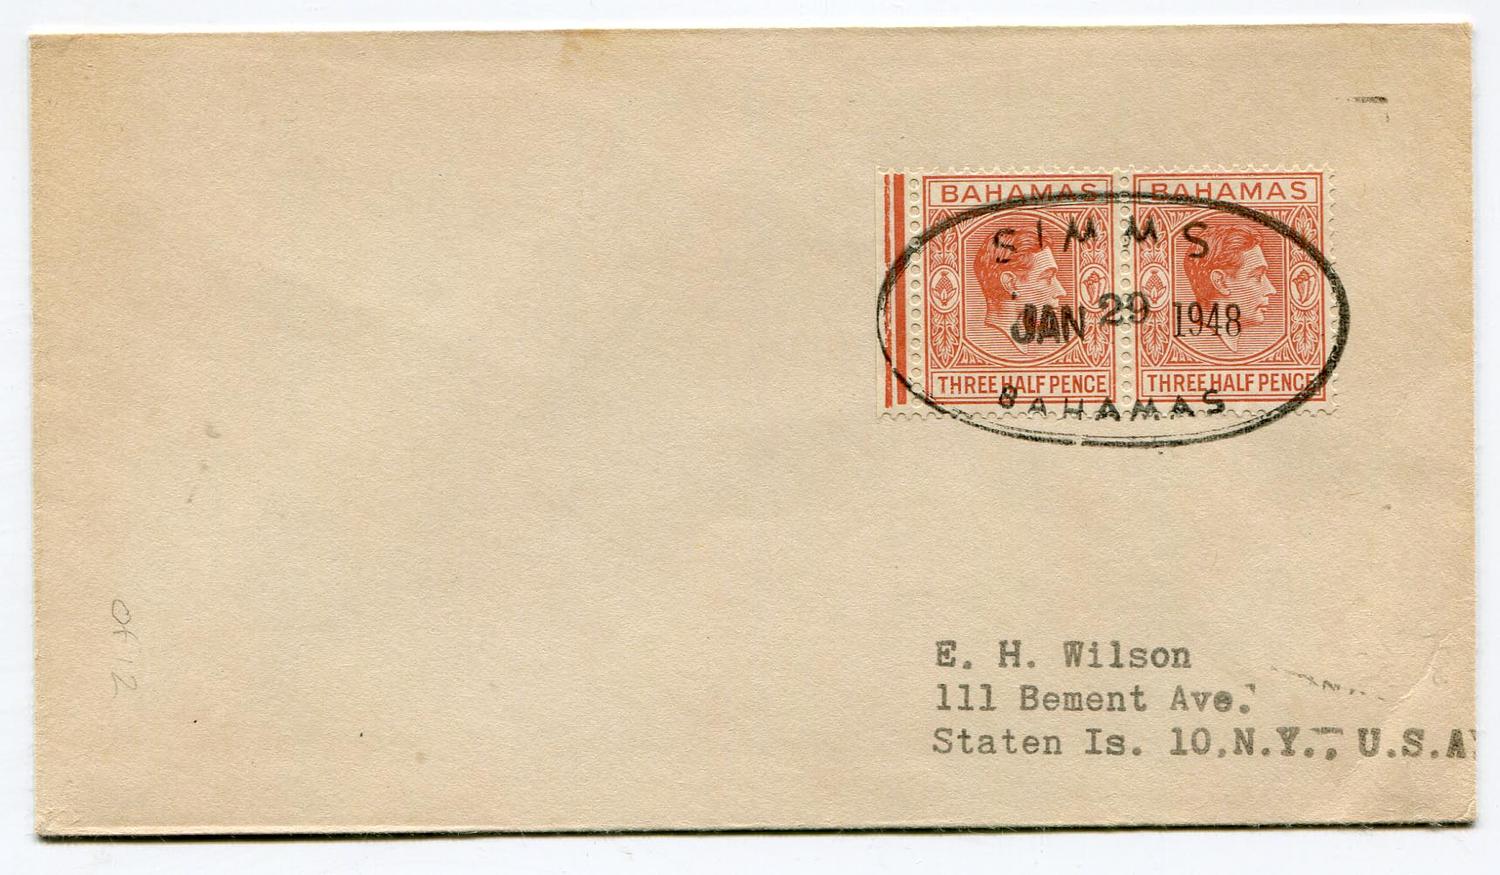 BAHAMAS BAHAMAS
SIMMS
JAN 29 1948
THREE HALF PENCE THREE HALF PENCE
BAHAMAS
E. H. Wilson
111 Bement Ave.
Staten Is. 10,N.Y., U.S.A